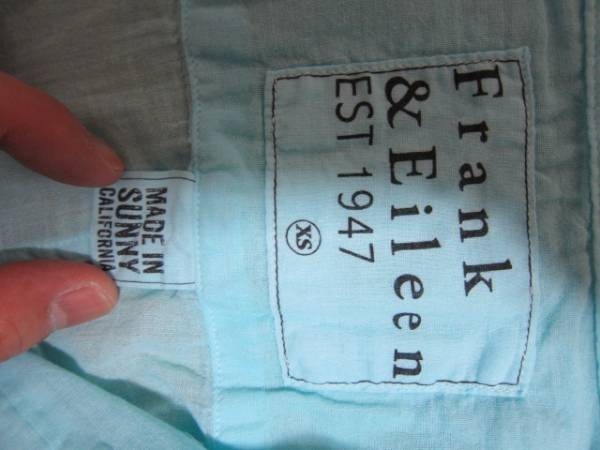 Frank
& Eileen
EST 1947
XS
MADE IN
SUNNY
CALIFORNIA